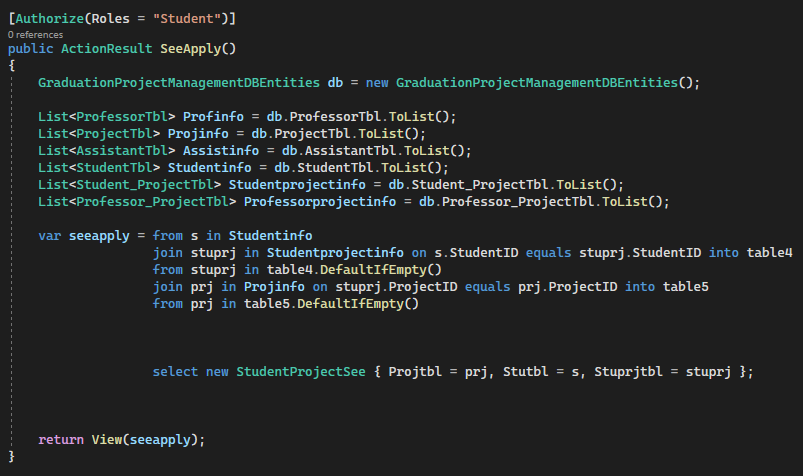 [Authorize(Roles = "Student")]
0 references
public ActionResult SeeApply()
{
GraduationProjectManagementDBEntities db = new GraduationProjectManagementDBEntities();
List<ProfessorTbl> Profinfo = db.ProfessorTbl.ToList();
List<ProjectTbl> Projinfo = db.ProjectTbl.ToList();
List<AssistantTbl> Assistinfo = db.AssistantTbl.ToList();
List<StudentTbl> Studentinfo = db.StudentTbl.ToList();
List<Student_ProjectTbl> Studentprojectinfo = db.Student_ProjectTbl.ToList();
List<Professor_ProjectTbl> Professorprojectinfo = db.Professor_ProjectTbl.ToList();
var seeapply = from s in Studentinfo
join stuprj in Studentprojectinfo on s.StudentID equals stuprj.StudentID into table4
from stuprj in table4.DefaultIfEmpty()
join prj in Projinfo on stuprj.ProjectID equals prj.ProjectID into table5
from prj in table5.DefaultIfEmpty()
select new StudentProjectSee { Projtbl = prj, Stutbl = s, Stuprjtbl = stuprj };
return View(seeapply);
}